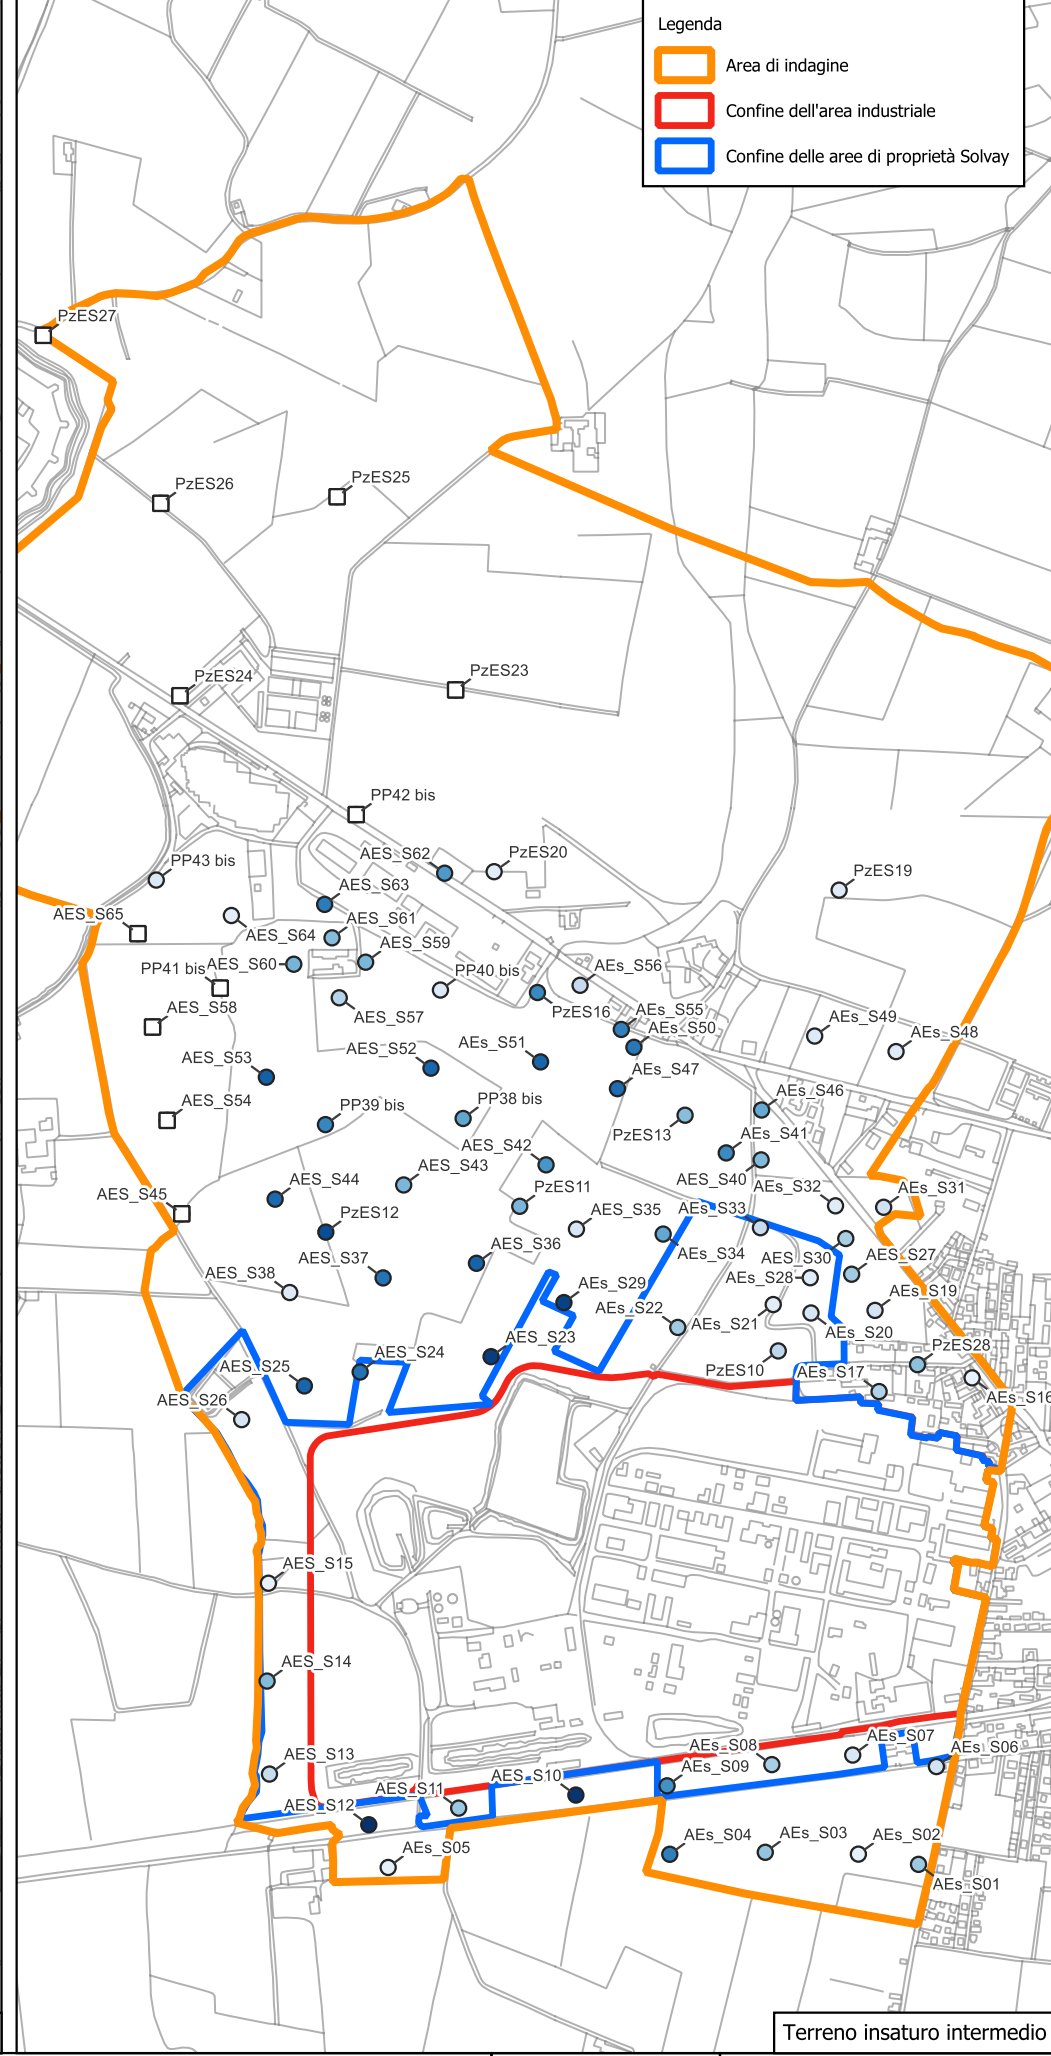 Legenda
Area di indagine
Confine dell'area industriale
Confine delle aree di proprietà Solvay
PzES27
PzES26
PzES25
PzES24
PzES23
PP42 bis
AES_S62
PzES20
PP43 bis
PzES19
AES_S63
AES_S65
AES_S61
AES_S64
AES_S59
PP41 bis
AES_S60
PP40 bis
AEs_S56
AES_S58
AES_S57
PzES16
AEs_S55
AEs_S49
AEs_S50
AEs_S48
AES_S53
AES_S52
AEs_S51
AEs_S47
AES_S54
PP39 bis
PP38 bis
AEs_S46
PzES13
AEs_S41
AES_S42
AES_S44
AES_S43
AES_S40
PzES11
AEs_S32
AEs_S31
AES_S45
PzES12
AES_S35
AEs_S33
AES_S37
AES_S36
AEs_S34
AEs_S30
AEs_S27
AES_S38
AEs_S29
AEs_S28
AEs_S22
AEs_S19
AEs_S21
AEs_S20
AES_S23
AES_S24
PzES28
AES_S25
PzES10
AEs_S17
AES_S26
AEs_S16
AES_S15
AES_S14
AES_S13
AEs_S08
AEs_S07
AEs_S06
AES_S10
AEs_S09
AES_S11
AES_S12
AEs_S05
AEs_S04
AEs_S03
AEs_S02
AEs_S01
Terreno insaturo intermedio